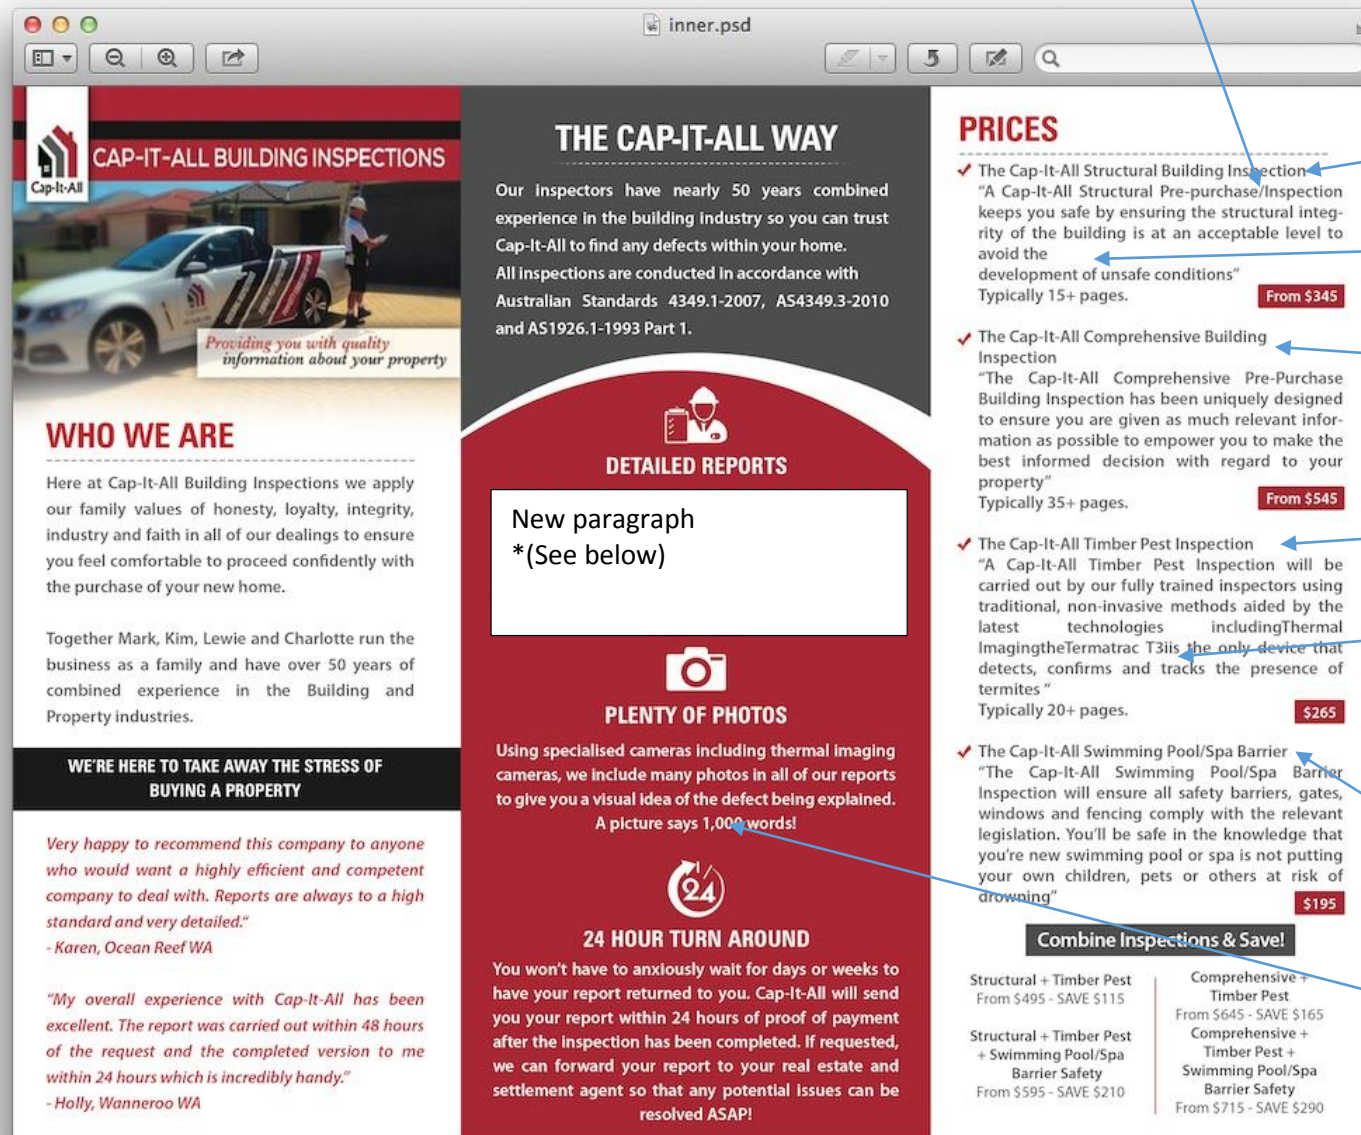 inner.psd
Cap-It-All
CAP-IT-ALL BUILDING INSPECTIONS
Providing you with quality
information about your property
WHO WE ARE
Here at Cap-It-All Building Inspections we apply
our family values of honesty, loyalty, integrity,
industry and faith in all of our dealings to ensure
you feel comfortable to proceed confidently with
the purchase of your new home.
Together Mark, Kim, Lewie and Charlotte run the
business as a family and have over 50 years of
combined experience in the Building and
Property industries.
WE'RE HERE TO TAKE AWAY THE STRESS OF
BUYING A PROPERTY
Very happy to recommend this company to anyone
who would want a highly efficient and competent
company to deal with. Reports are always to a high
standard and very detailed."
- Karen, Ocean Reef WA
"My overall experience with Cap-It-All has been
excellent. The report was carried out within 48 hours
of the request and the completed version to me
within 24 hours which is incredibly handy."
- Holly, Wanneroo WA
THE CAP-IT-ALL WAY
Our inspectors have nearly 50 years combined
experience in the building industry so you can trust
Cap-It-All to find any defects within your home.
All inspections are conducted in accordance with
Australian Standards 4349.1-2007, AS4349.3-2010
and AS1926.1-1993 Part 1.
DETAILED REPORTS
New paragraph
*(See below)
PLENTY OF PHOTOS
Using specialised cameras including thermal imaging
cameras, we include many photos in all of our reports
to give you a visual idea of the defect being explained.
A picture says 1,000 words!
24
24 HOUR TURN AROUND
You won't have to anxiously wait for days or weeks to
have your report returned to you. Cap-It-All will send
you your report within 24 hours of proof of payment
after the inspection has been completed. If requested,
we can forward your report to your real estate and
settlement agent so that any potential issues can be
resolved ASAP!
PRICES
The Cap-It-All Structural Building Inspection
"A Cap-It-All Structural Pre-purchase/Inspection
keeps you safe by ensuring the structural integ-
rity of the building is at an acceptable level to
avoid the
development of unsafe conditions"
Typically 15+ pages.
From $345
The Cap-It-All Comprehensive Building
Inspection
"The Cap-It-All Comprehensive Pre-Purchase
Building Inspection has been uniquely designed
to ensure you are given as much relevant infor-
mation as possible to empower you to make the
best informed decision with regard to your
property"
Typically 35+ pages.
From $545
The Cap-It-All Timber Pest Inspection
"A Cap-It-All Timber Pest Inspection will be
carried out by our fully trained inspectors using
traditional, non-invasive methods aided by the
latest technologies includingThermal
ImagingtheTermatrac T3iis the only device that
detects, confirms and tracks the presence of
termites "
Typically 20+ pages.
$265
The Cap-It-All Swimming Pool/Spa Barrier
"The Cap-It-All Swimming Pool/Spa Barrier
Inspection will ensure all safety barriers, gates,
windows and fencing comply with the relevant
legislation. You'll be safe in the knowledge that
you're new swimming pool or spa is not putting
your own children, pets or others at risk of
drowning"
$195
Combine Inspections & Save!
Structural + Timber Pest
From $495 - SAVE $115
Structural + Timber Pest
+ Swimming Pool/Spa
Barrier Safety
From $595 - SAVE $210
Comprehensive +
Timber Pest
From $645 - SAVE $165
Comprehensive +
Timber Pest +
Swimming Pool/Spa
Barrier Safety
From $715 - SAVE $290